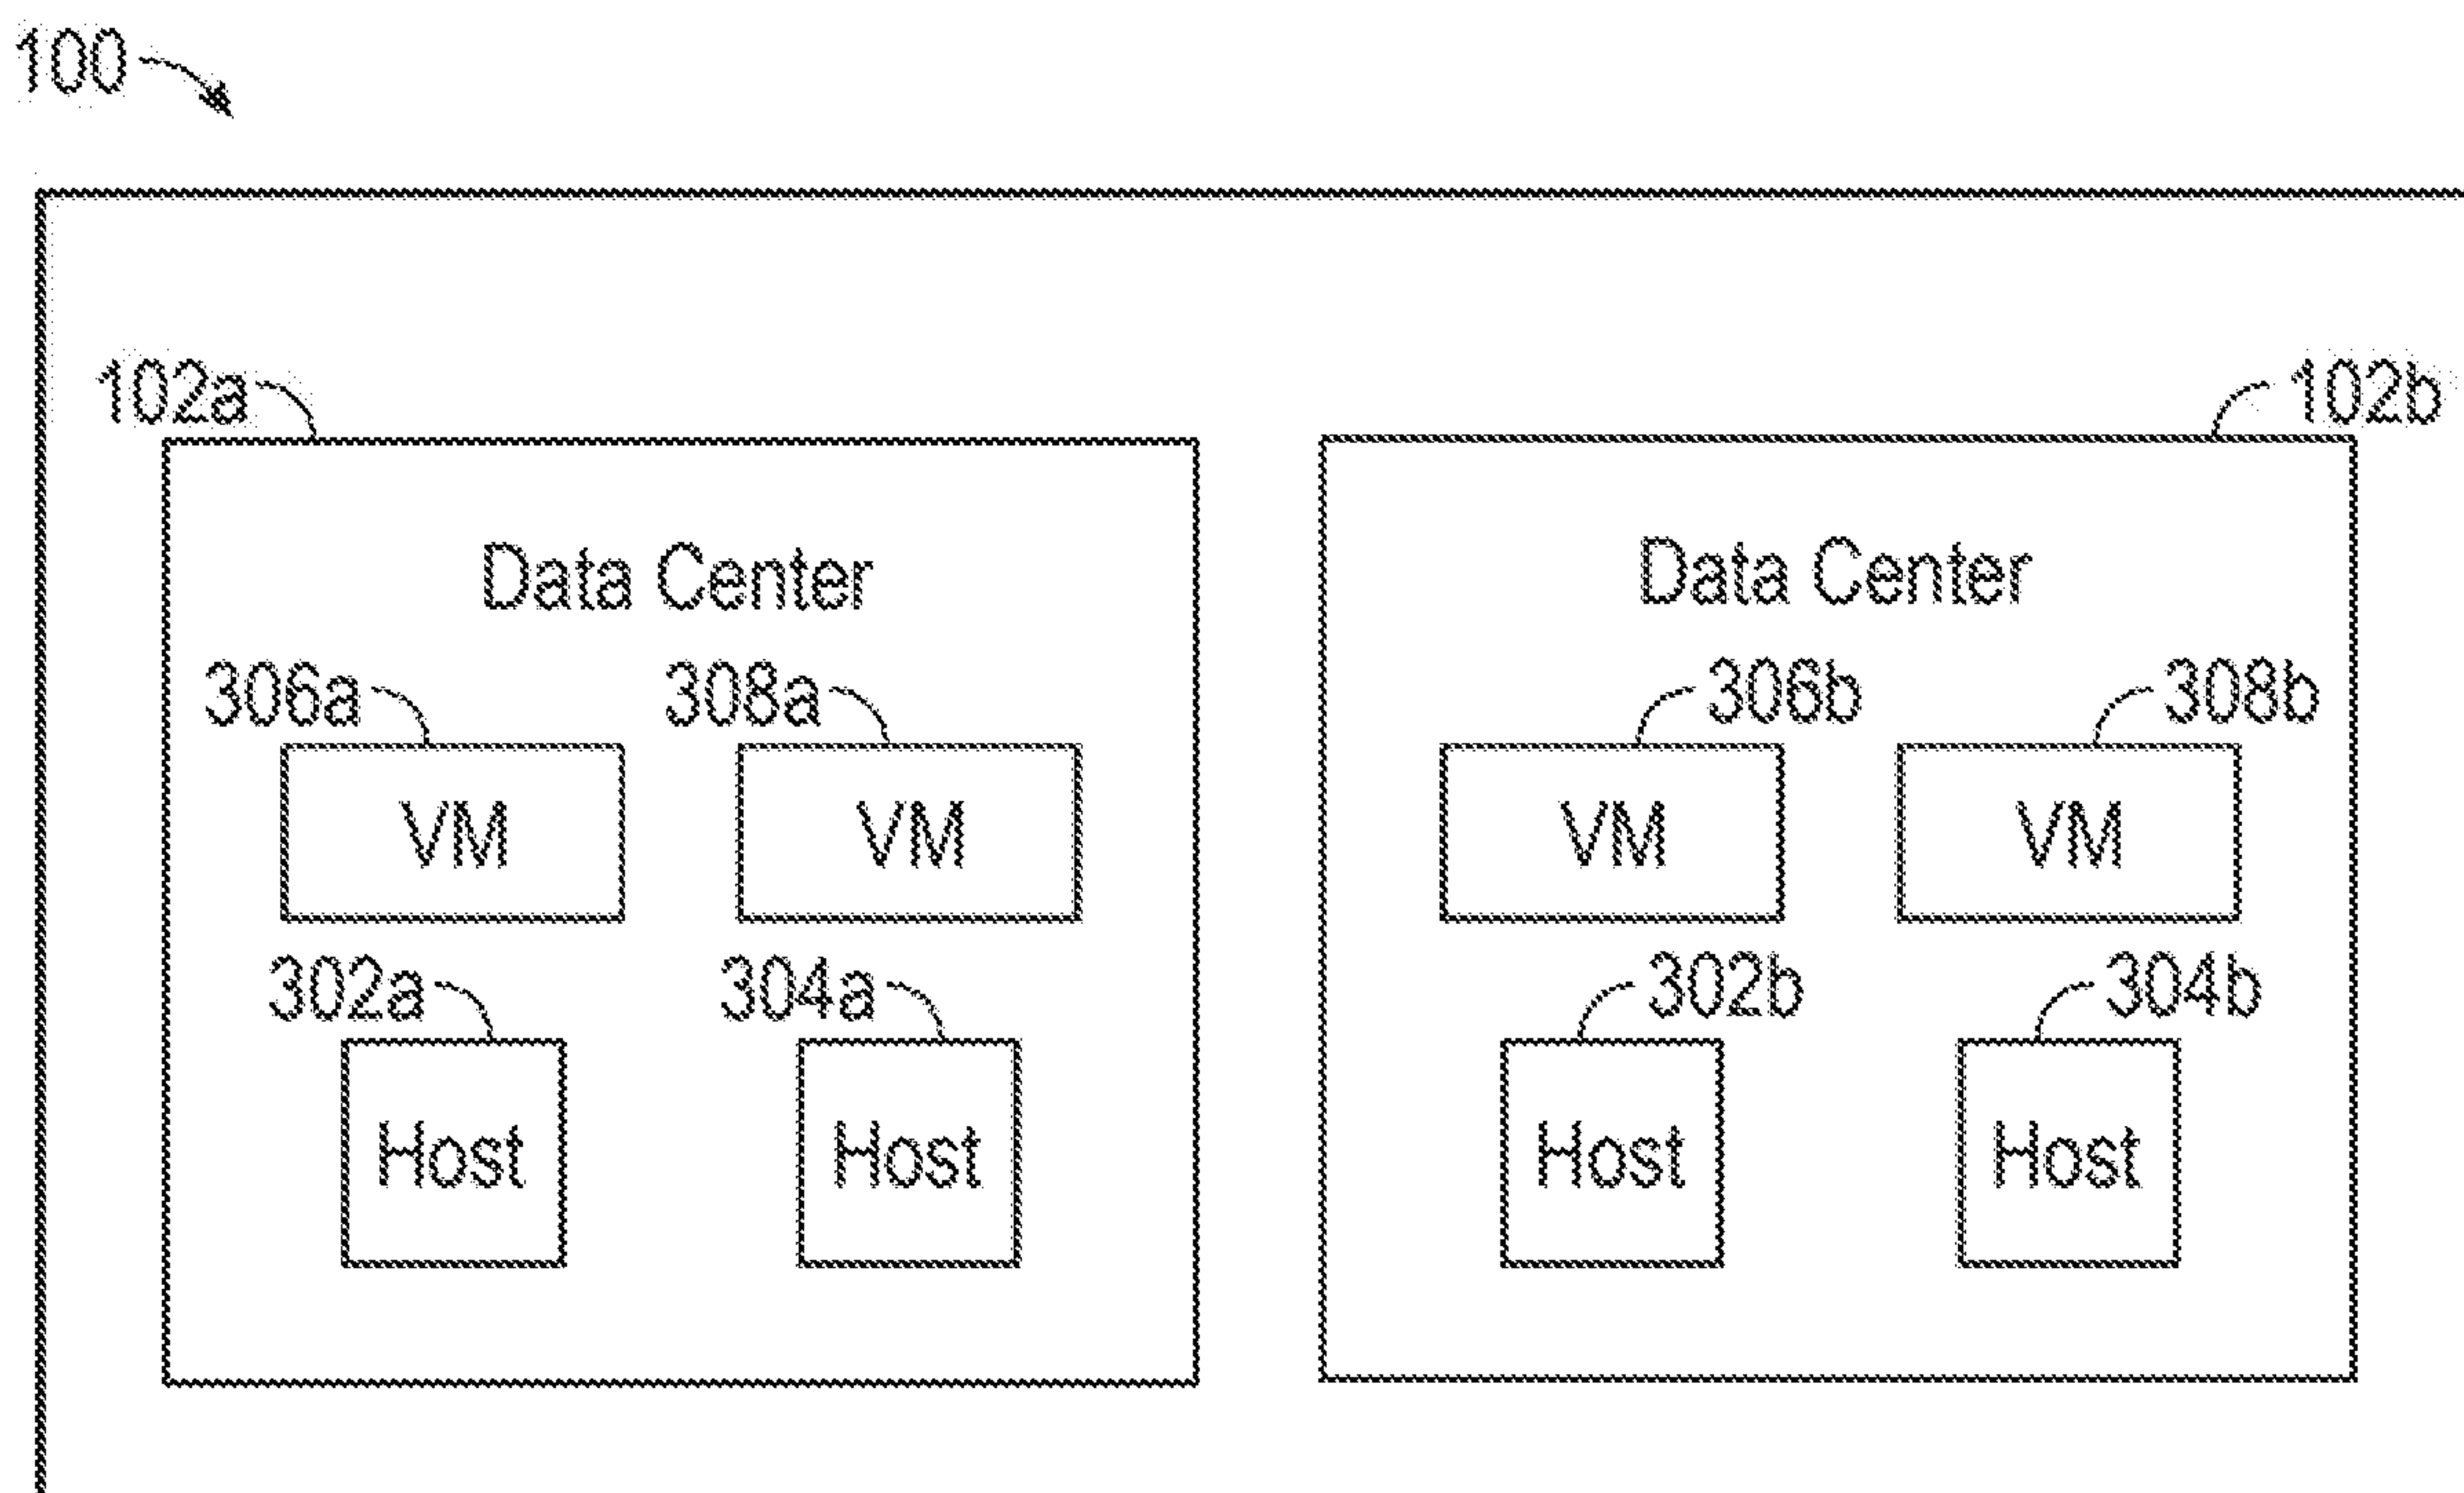 100
102a 102b
Data Center Data Center
306a 308a 306b 308b
VM VM VM VM
302a 304a 302b 304b
Host Host Host Host